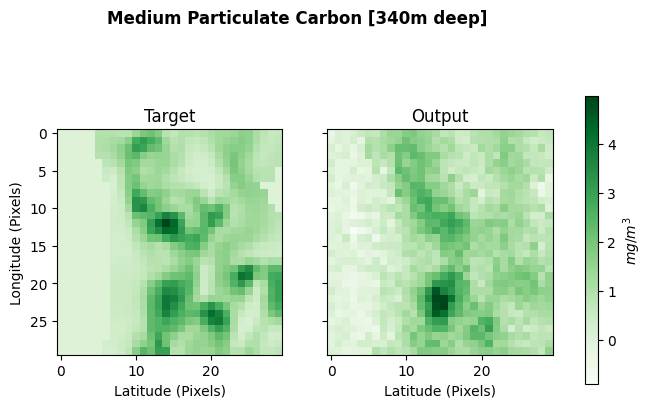 Medium Particulate Carbon [340m deep]
Target
Output
0
5
10
15
20
25
Longitude (Pixels)
0
10
20
Latitude (Pixels)
0
10
20
Latitude (Pixels)
4
3
2
1
0
mg/m³